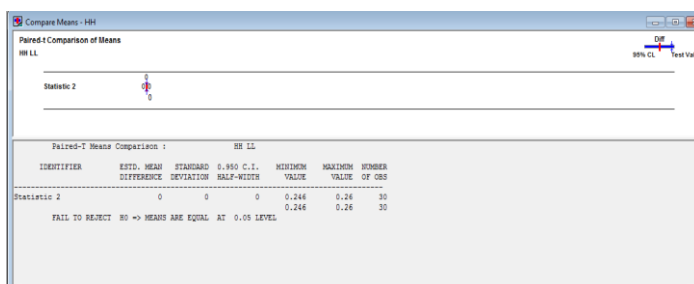 Compare Means - HH
Paired-t Comparison of Means
HH LL
Diff
95% CL Test Val
Statistic 2
0
0 0
0
Paired-T Means Comparison : HH LL
IDENTIFIER ESTD. MEAN STANDARD 0.950 C.I. MINIMUM MAXIMUM NUMBER
DIFFERENCE DEVIATION HALF-WIDTH VALUE VALUE OF OBS
Statistic 2 0 0 0 0.246 0.26 30
0.246 0.26 30
FAIL TO REJECT H0 => MEANS ARE EQUAL AT 0.05 LEVEL